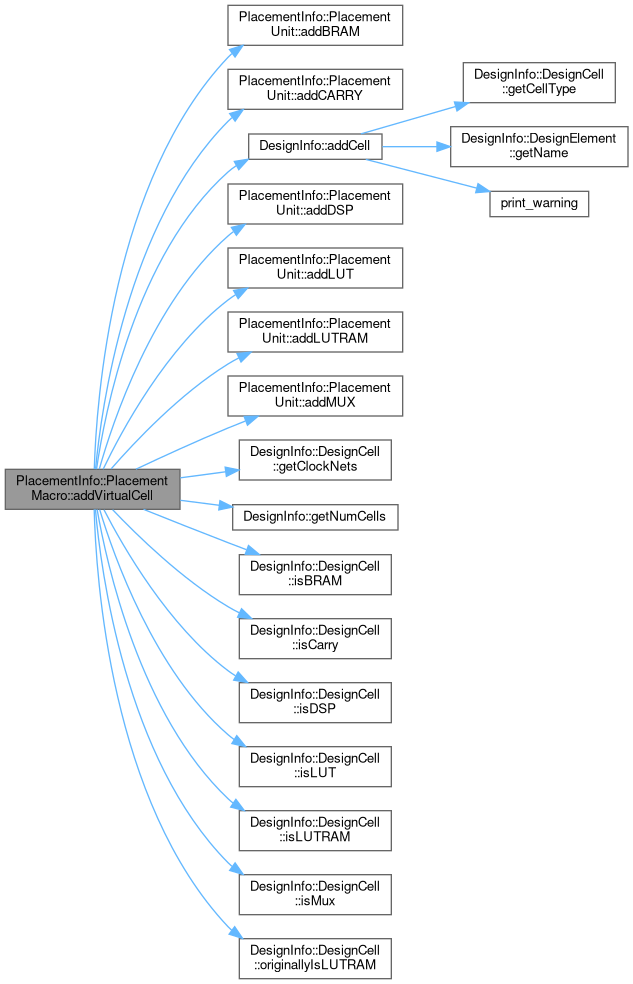 PlacementInfo::Placement
Macro::addVirtualCell
PlacementInfo::Placement
Unit::addBRAM
PlacementInfo::Placement
Unit::addCARRY
DesignInfo::addCell
DesignInfo::DesignCell
::getCellType
DesignInfo::DesignElement
::getName
print_warning
PlacementInfo::Placement
Unit::addDSP
PlacementInfo::Placement
Unit::addLUT
PlacementInfo::Placement
Unit::addLUTRAM
PlacementInfo::Placement
Unit::addMUX
DesignInfo::DesignCell
::getClockNets
DesignInfo::getNumCells
DesignInfo::DesignCell
::isBRAM
DesignInfo::DesignCell
::isCarry
DesignInfo::DesignCell
::isDSP
DesignInfo::DesignCell
::isLUT
DesignInfo::DesignCell
::isLUTRAM
DesignInfo::DesignCell
::isMux
DesignInfo::DesignCell
::originallyIsLUTRAM